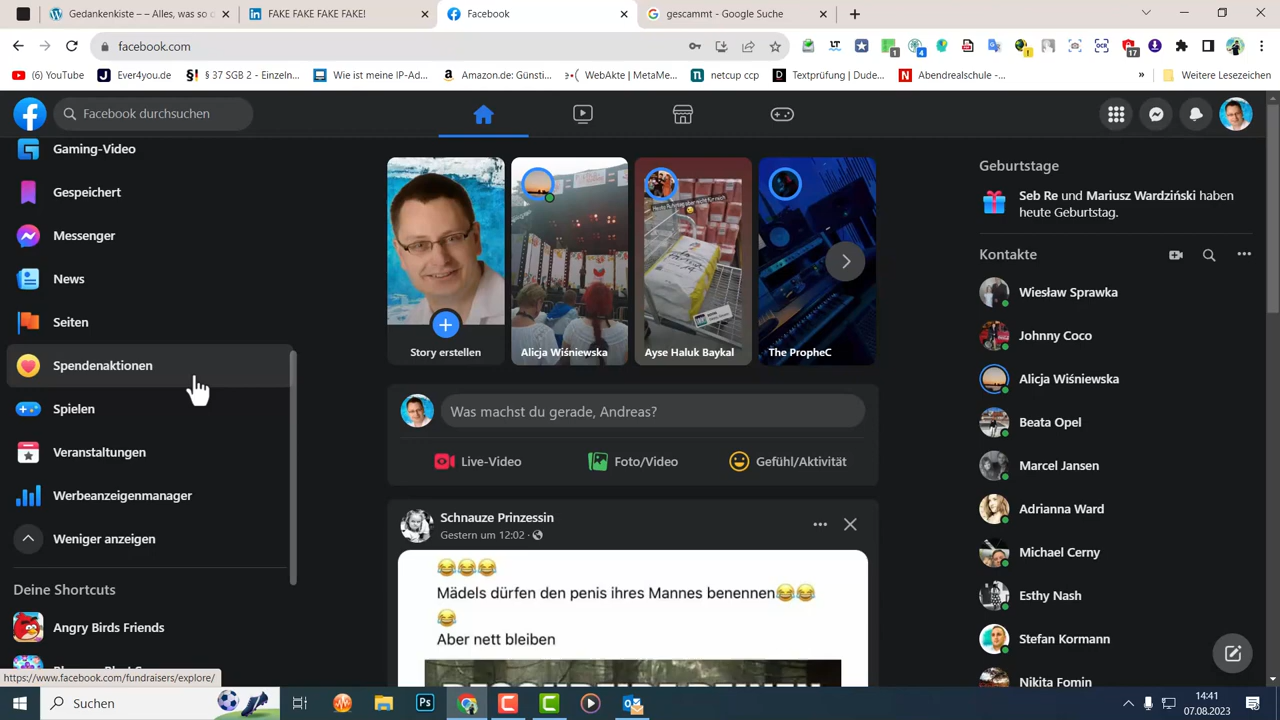 Gedankenkiste –– Alles, was so d
FAKE FAKE FAKE FAKE!
Facebook
gescammt - Google Suche
facebook.com
(6) YouTube
Ever4you.de
§ 37 SGB 2 - Einzeln...
Wie ist meine IP-Ad...
Amazon.de: Günsti...
WebAkte | MetaMe...
netcup ccp
Textprüfung | Dude...
Abendrealschule -...
»
Weitere Lesezeichen
Facebook durchsuchen
Gaming-Video
Gespeichert
Messenger
News
Seiten
Spendenaktionen
Spielen
Veranstaltungen
Werbeanzeigenmanager
Weniger anzeigen
Deine Shortcuts
Angry Birds Friends
https://www.facebook.com/fundraisers/explore/
Story erstellen
Alicja Wiśniewska
Ayse Haluk Baykal
The PropheC
Was machst du gerade, Andreas?
Live-Video
Foto/Video
Gefühl/Aktivität
Schnauze Prinzessin
Gestern um 12:02 ·
😂😂😂
Mädels dürfen den penis ihres Mannes benennen😂😂
😂
Aber nett bleiben
Geburtstage
Seb Re und Mariusz Wardziński haben
heute Geburtstag.
Kontakte
Wiesław Sprawka
Johnny Coco
Alicja Wiśniewska
Beata Opel
Marcel Jansen
Adrianna Ward
Michael Cerny
Esthy Nash
Stefan Kormann
Nikita Fomin
Suchen
14:41
07.08.2023